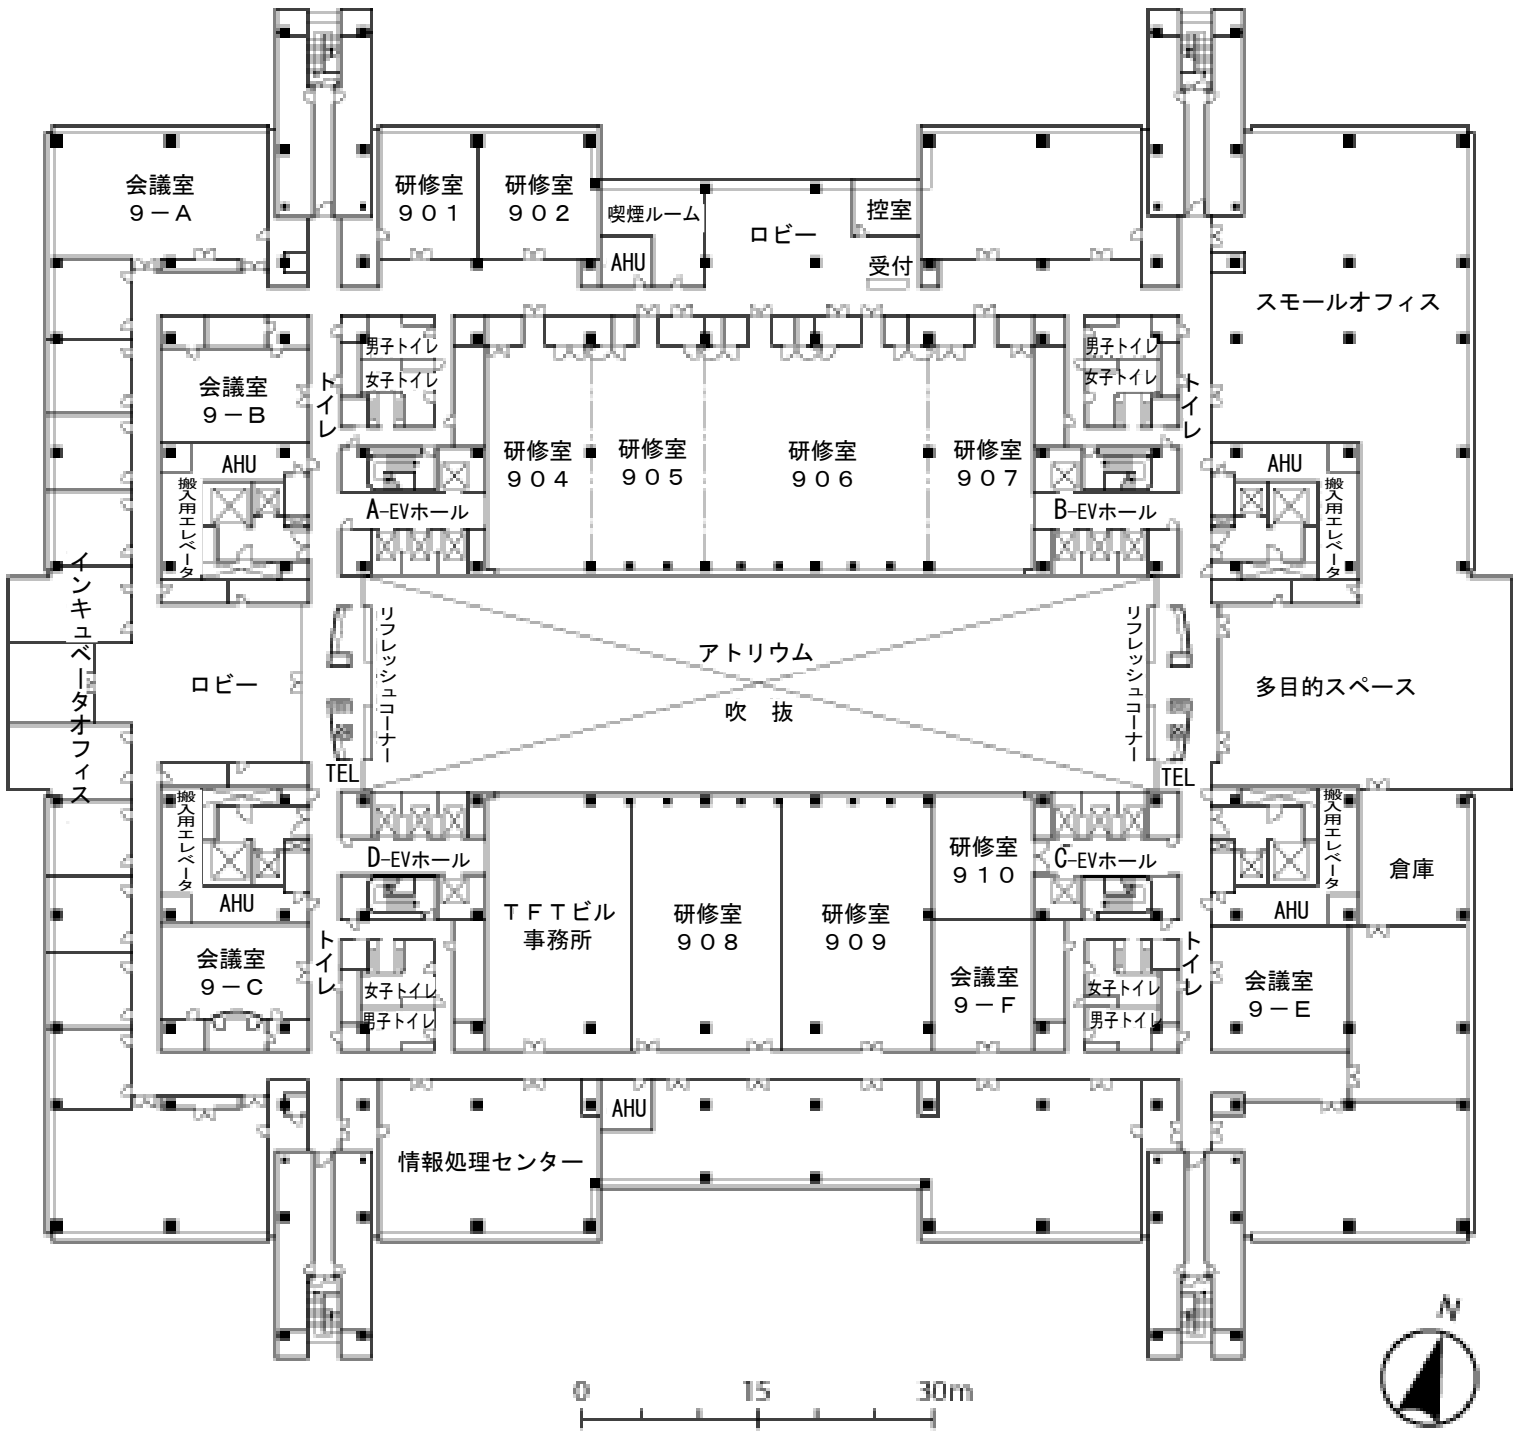 会議室
９－Ａ
研修室
９０１
研修室
９０２
喫煙ルーム
AHU
ロビー
控室
受付
スモールオフィス
会議室
９－Ｂ
AHU
搬入用エレベータ
トイレ
男子トイレ
女子トイレ
A-EVホール
研修室
９０４
研修室
９０５
研修室
９０６
研修室
９０７
男子トイレ
女子トイレ
トイレ
B-EVホール
AHU
搬入用エレベータ
インキュベータオフィス
ロビー
リフレッシュコーナー
TEL
アトリウム
吹 抜
リフレッシュコーナー
TEL
多目的スペース
搬入用エレベータ
AHU
会議室
９－Ｃ
トイレ
D-EVホール
女子トイレ
男子トイレ
ＴＦＴビル
事務所
研修室
９０８
研修室
９０９
研修室
９１０
会議室
９－Ｆ
C-EVホール
女子トイレ
男子トイレ
トイレ
搬入用エレベータ
AHU
倉庫
会議室
９－Ｅ
情報処理センター
AHU
N
0 15 30m